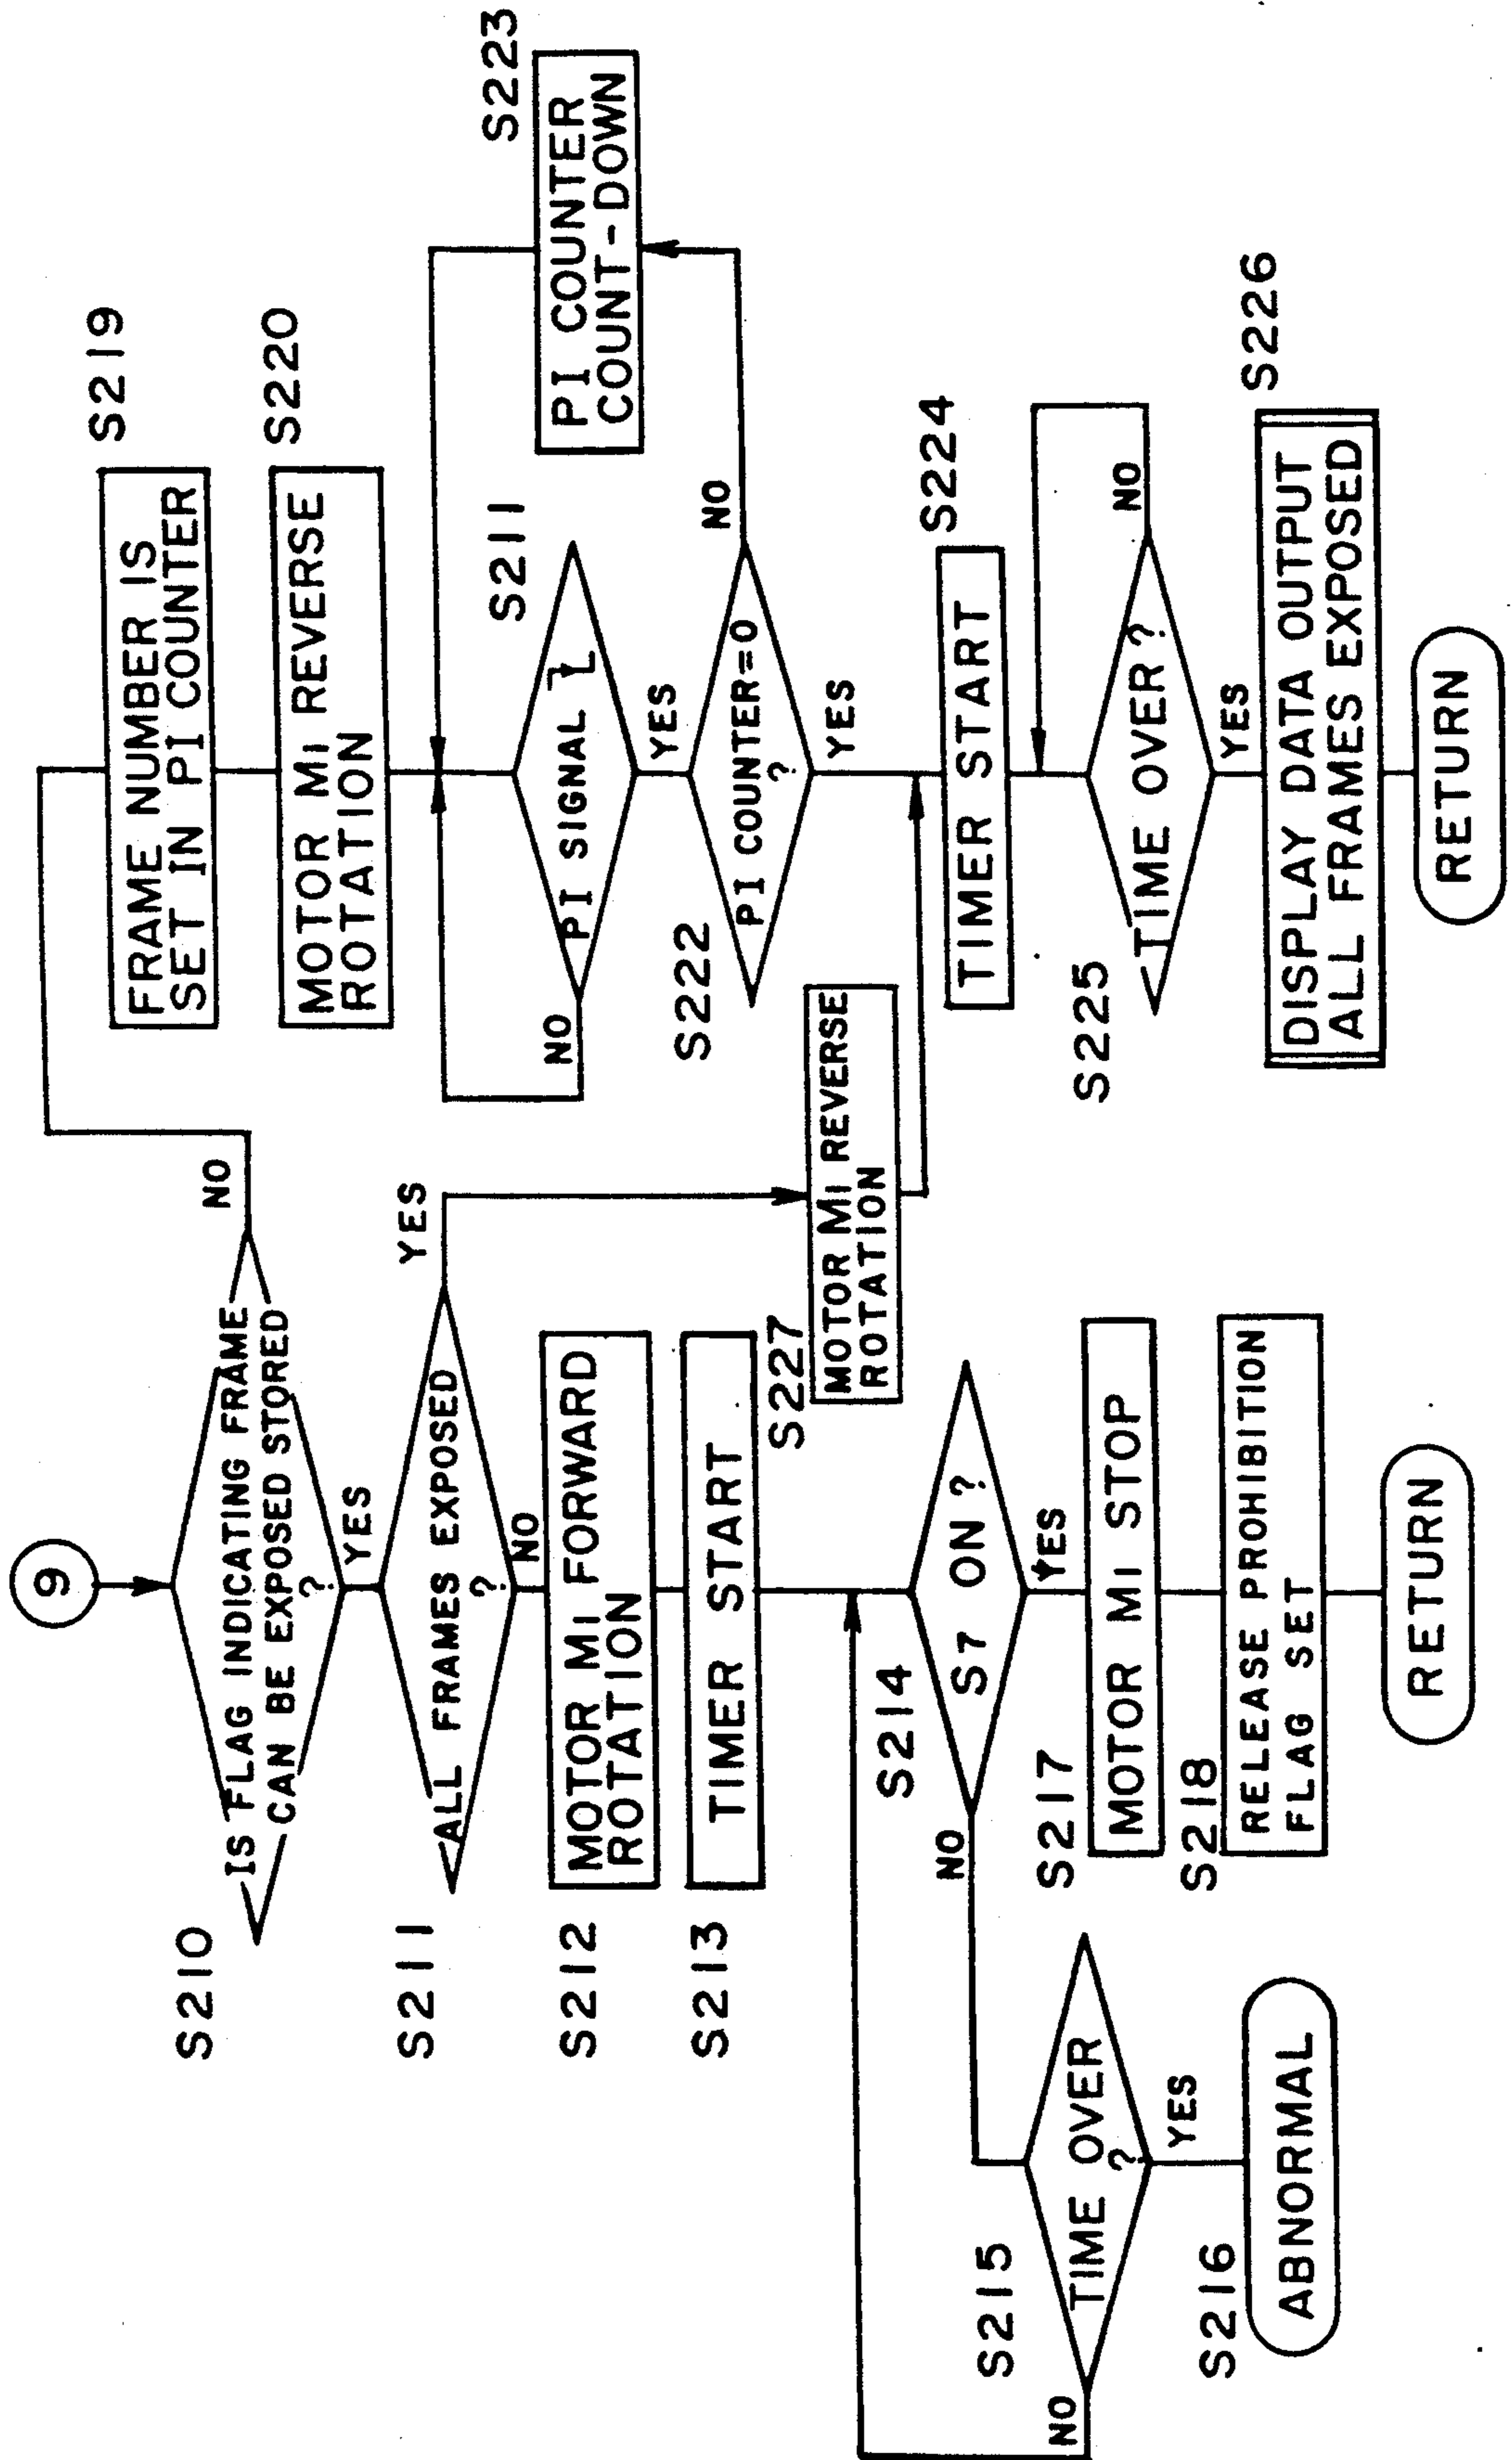 9
S210
IS FLAG INDICATING FRAME
CAN BE EXPOSED STORED
?
NO
YES
S211
ALL FRAMES EXPOSED
?
YES
NO
S212
MOTOR M1 FORWARD
ROTATION
S213
TIMER START
S214
S7 ON ?
NO
YES
S215
TIME OVER
?
NO
YES
S216
ABNORMAL
S217
MOTOR M1 STOP
S218
RELEASE PROHIBITION
FLAG SET
RETURN
S219
FRAME NUMBER IS
SET IN PI COUNTER
S220
MOTOR M1 REVERSE
ROTATION
S211
PI SIGNAL
NO
YES
S222
PI COUNTER=0
?
NO
YES
S223
PI COUNTER
COUNT-DOWN
S227
MOTOR M1 REVERSE
ROTATION
S224
TIMER START
S225
TIME OVER ?
NO
YES
S226
DISPLAY DATA OUTPUT
ALL FRAMES EXPOSED
RETURN